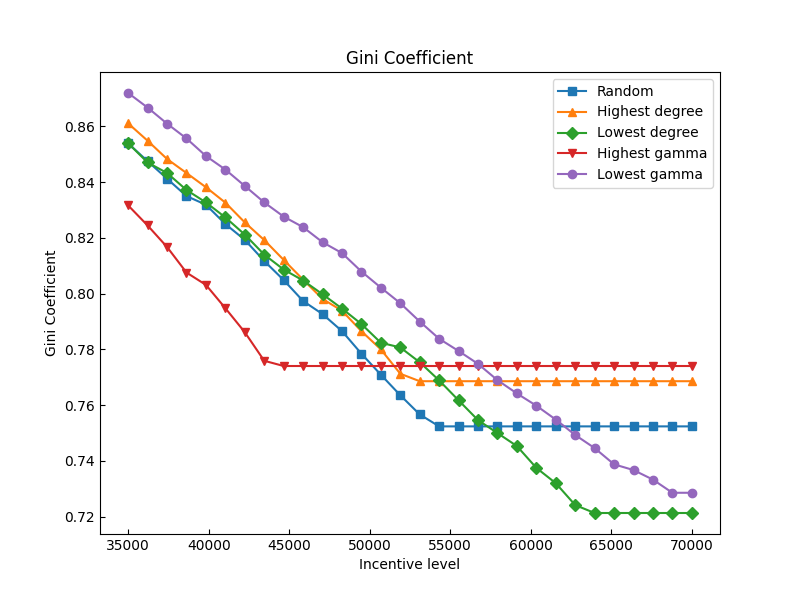 Gini Coefficient
Random
Highest degree
Lowest degree
Highest gamma
Lowest gamma
Gini Coefficient
0.86
0.84
0.82
0.80
0.78
0.76
0.74
0.72
35000 40000 45000 50000 55000 60000 65000 70000
Incentive level